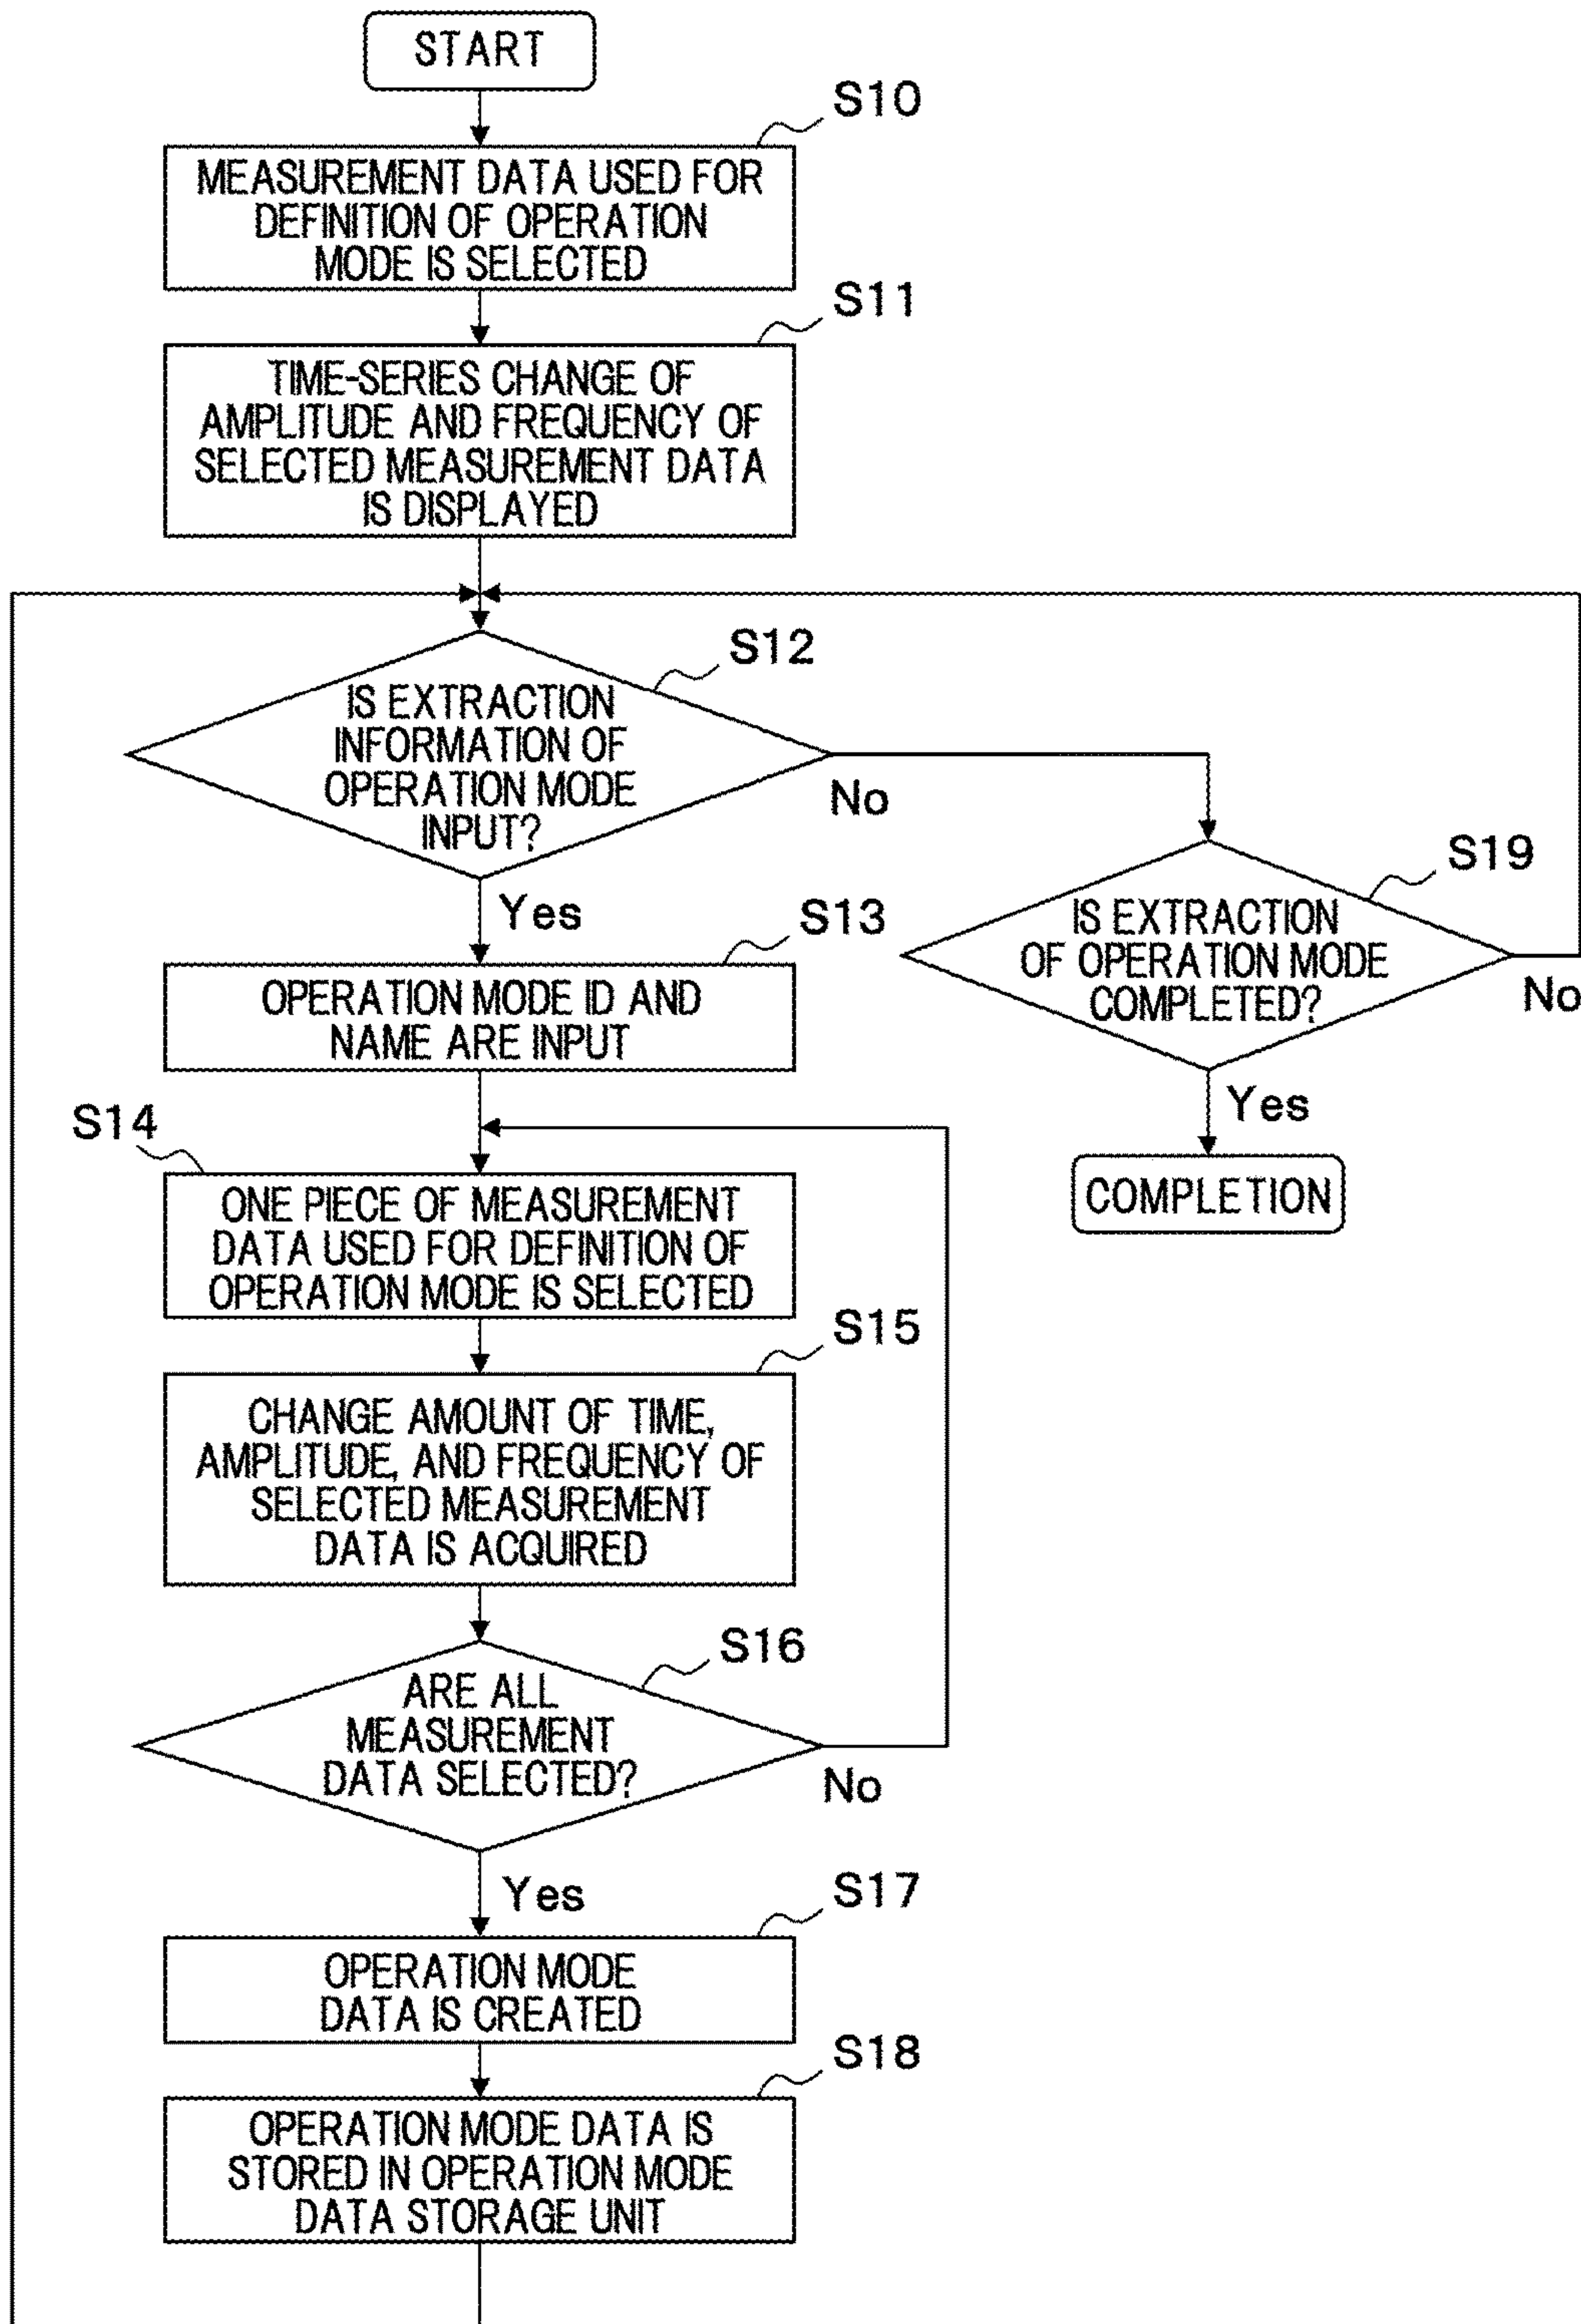 START
S10
MEASUREMENT DATA USED FOR
DEFINITION OF OPERATION
MODE IS SELECTED
S11
TIME-SERIES CHANGE OF
AMPLITUDE AND FREQUENCY OF
SELECTED MEASUREMENT DATA
IS DISPLAYED
S12
IS EXTRACTION
INFORMATION OF
OPERATION MODE
INPUT?
No
Yes
S19
IS EXTRACTION
OF OPERATION MODE
COMPLETED?
No
Yes
COMPLETION
S13
OPERATION MODE ID AND
NAME ARE INPUT
S14
ONE PIECE OF MEASUREMENT
DATA USED FOR DEFINITION OF
OPERATION MODE IS SELECTED
S15
CHANGE AMOUNT OF TIME,
AMPLITUDE, AND FREQUENCY OF
SELECTED MEASUREMENT
DATA IS ACQUIRED
S16
ARE ALL
MEASUREMENT
DATA SELECTED?
No
Yes
S17
OPERATION MODE
DATA IS CREATED
S18
OPERATION MODE DATA IS
STORED IN OPERATION MODE
DATA STORAGE UNIT